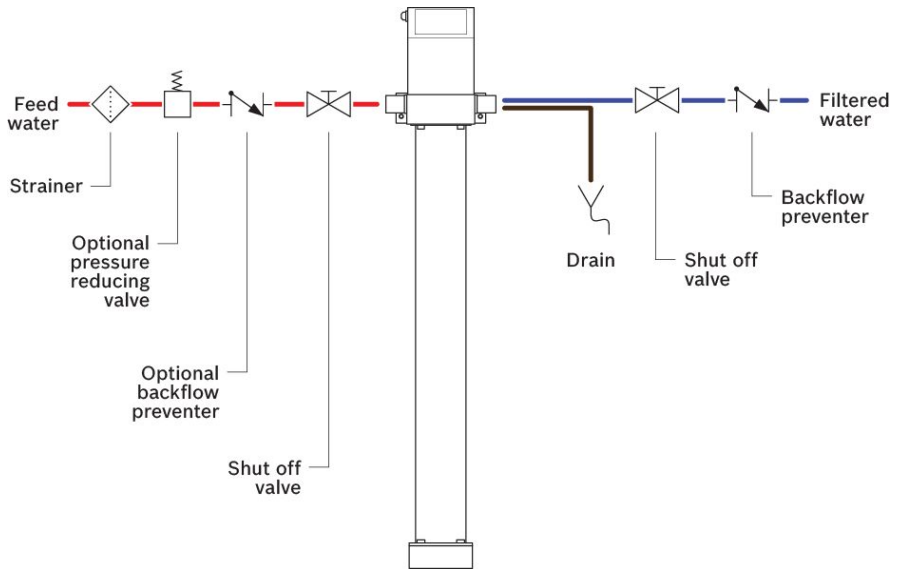 Feed
water
Strainer
Optional
pressure
reducing
valve
Optional
backflow
preventer
Shut off
valve
Drain
Shut off
valve
Backflow
preventer
Filtered
water